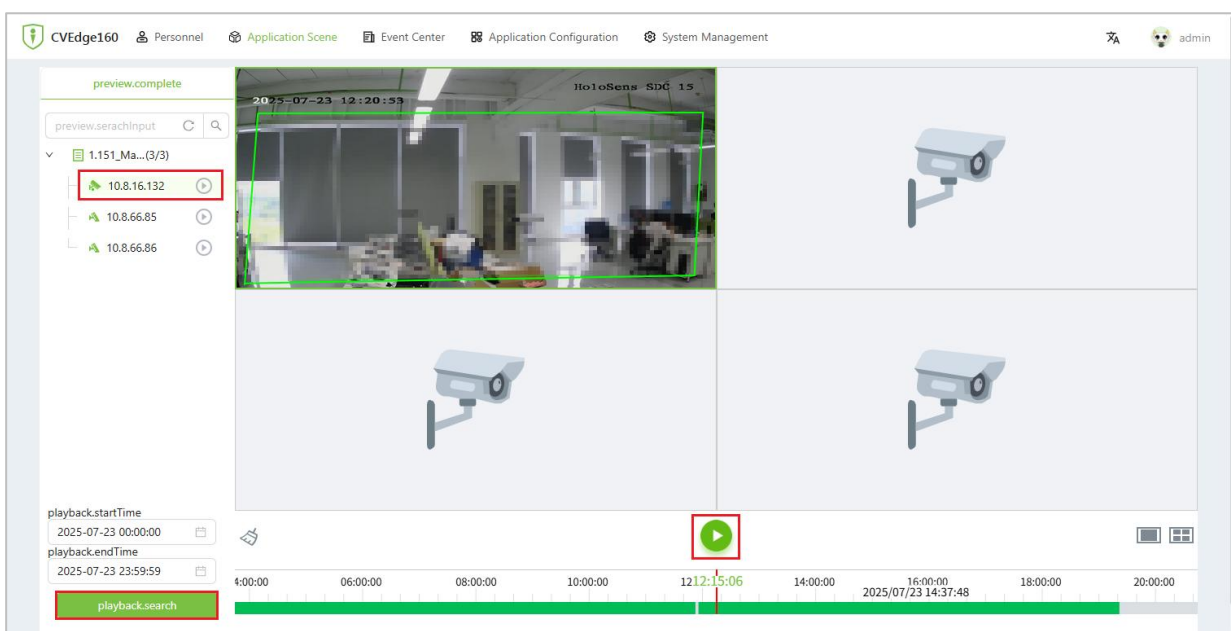 CVEdge160 Personnel Application Scene Event Center Application Configuration System Management admin
preview.complete
preview.serachInput
1.151_Ma...(3/3)
10.8.16.132
10.8.66.85
10.8.66.86
2025-07-23 12:20:53
HoloSens SDC 15
playback.startTime
2025-07-23 00:00:00
playback.endTime
2025-07-23 23:59:59
playback.search
4:00:00 06:00:00 08:00:00 10:00:00 12 12:15:06 14:00:00 16:00:00 18:00:00 20:00:00
2025/07/23 14:37:48